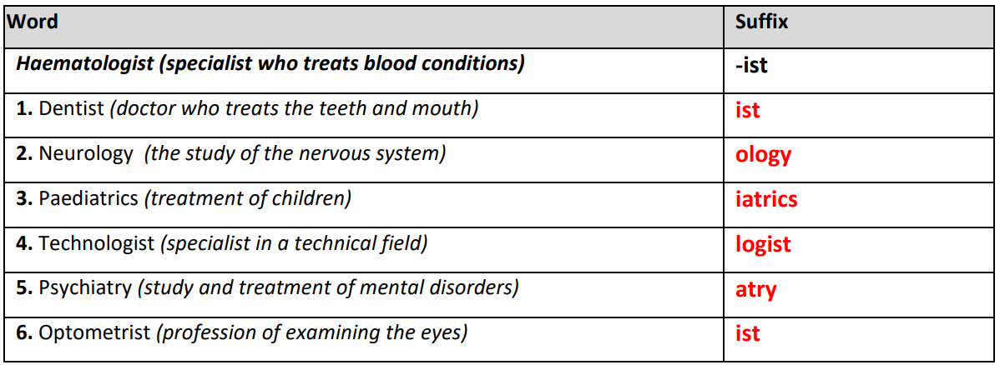 Word Suffix
Haematologist (specialist who treats blood conditions) -ist
1. Dentist (doctor who treats the teeth and mouth) ist
2. Neurology (the study of the nervous system) ology
3. Paediatrics (treatment of children) iatrics
4. Technologist (specialist in a technical field) logist
5. Psychiatry (study and treatment of mental disorders) atry
6. Optometrist (profession of examining the eyes) ist